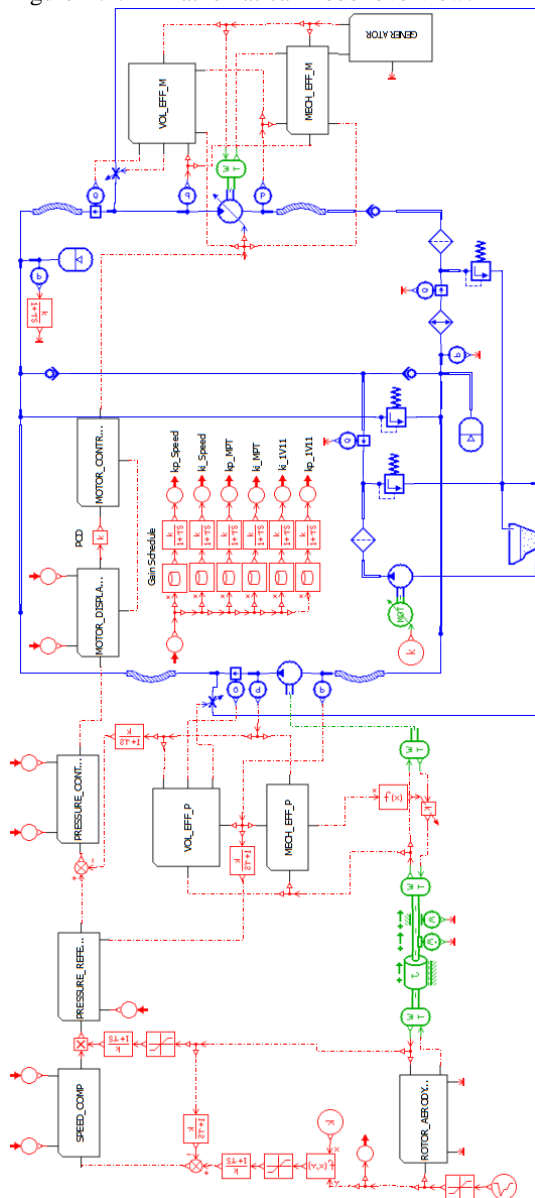 GENERATOR
VOL_EFF_M
MECH_EFF_M
MOTOR_CONTR...
PCD
MOTOR_DISPLA...
Gain Schedule
kp_Speed
ki_Speed
kp_MPT
ki_MPT
ki_1V11
kp_1V11
MOT
PRESSURE_CONT...
VOL_EFF_P
MECH_EFF_P
f(x)
PRESSURE_REFE...
SPEED_COMP
ROTOR_AERODY...
f(x,y)